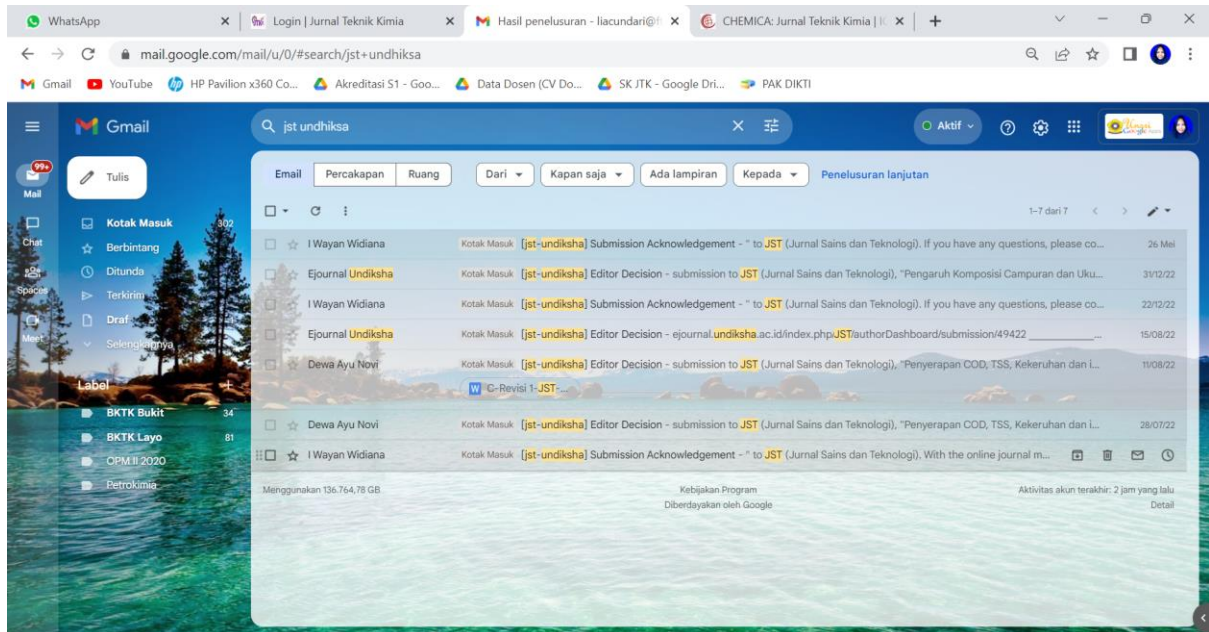 WhatsApp
Login | Jurnal Teknik Kimia
Hasil penelusuran - liacundari@
CHEMICA: Jurnal Teknik Kimia |
mail.google.com/mail/u/0/#search/jst+undhiksa
Gmail YouTube HP Pavilion x360 Co... Akreditasi S1 - Goo... Data Dosen (CV Do... SK JTK - Google Dri... PAK DIKTI
Gmail
jst undhiksa
Aktif
99+
Mail
Chat
Spaces
Meet
Tulis
Kotak Masuk 302
Berbintang
Ditunda
Terkirim
Draf
Selengkapnya
Label
BKTK Bukit 34
BKTK Layo 81
OPM II 2020
Petrokimia
Email Percakapan Ruang Dari Kapan saja Ada lampiran Kepada Penelusuran lanjutan
1–7 dari 7
I Wayan Widiana Kotak Masuk [jst-undiksha] Submission Acknowledgement - " to JST (Jurnal Sains dan Teknologi). If you have any questions, please co... 26 Mei
Ejournal Undiksha Kotak Masuk [jst-undiksha] Editor Decision - submission to JST (Jurnal Sains dan Teknologi), "Pengaruh Komposisi Campuran dan Uku... 31/12/22
I Wayan Widiana Kotak Masuk [jst-undiksha] Submission Acknowledgement - " to JST (Jurnal Sains dan Teknologi). If you have any questions, please co... 22/12/22
Ejournal Undiksha Kotak Masuk [jst-undiksha] Editor Decision - ejournal.undiksha.ac.id/index.php/JST/authorDashboard/submission/49422 ___________... 15/08/22
Dewa Ayu Novi Kotak Masuk [jst-undiksha] Editor Decision - submission to JST (Jurnal Sains dan Teknologi), "Penyerapan COD, TSS, Kekeruhan dan i... 11/08/22
W C-Revisi 1-JST-...
Dewa Ayu Novi Kotak Masuk [jst-undiksha] Editor Decision - submission to JST (Jurnal Sains dan Teknologi), "Penyerapan COD, TSS, Kekeruhan dan i... 28/07/22
I Wayan Widiana Kotak Masuk [jst-undiksha] Submission Acknowledgement - " to JST (Jurnal Sains dan Teknologi). With the online journal m...
Menggunakan 136.764,78 GB
Kebijakan Program
Diberdayakan oleh Google
Aktivitas akun terakhir: 2 jam yang lalu
Detail